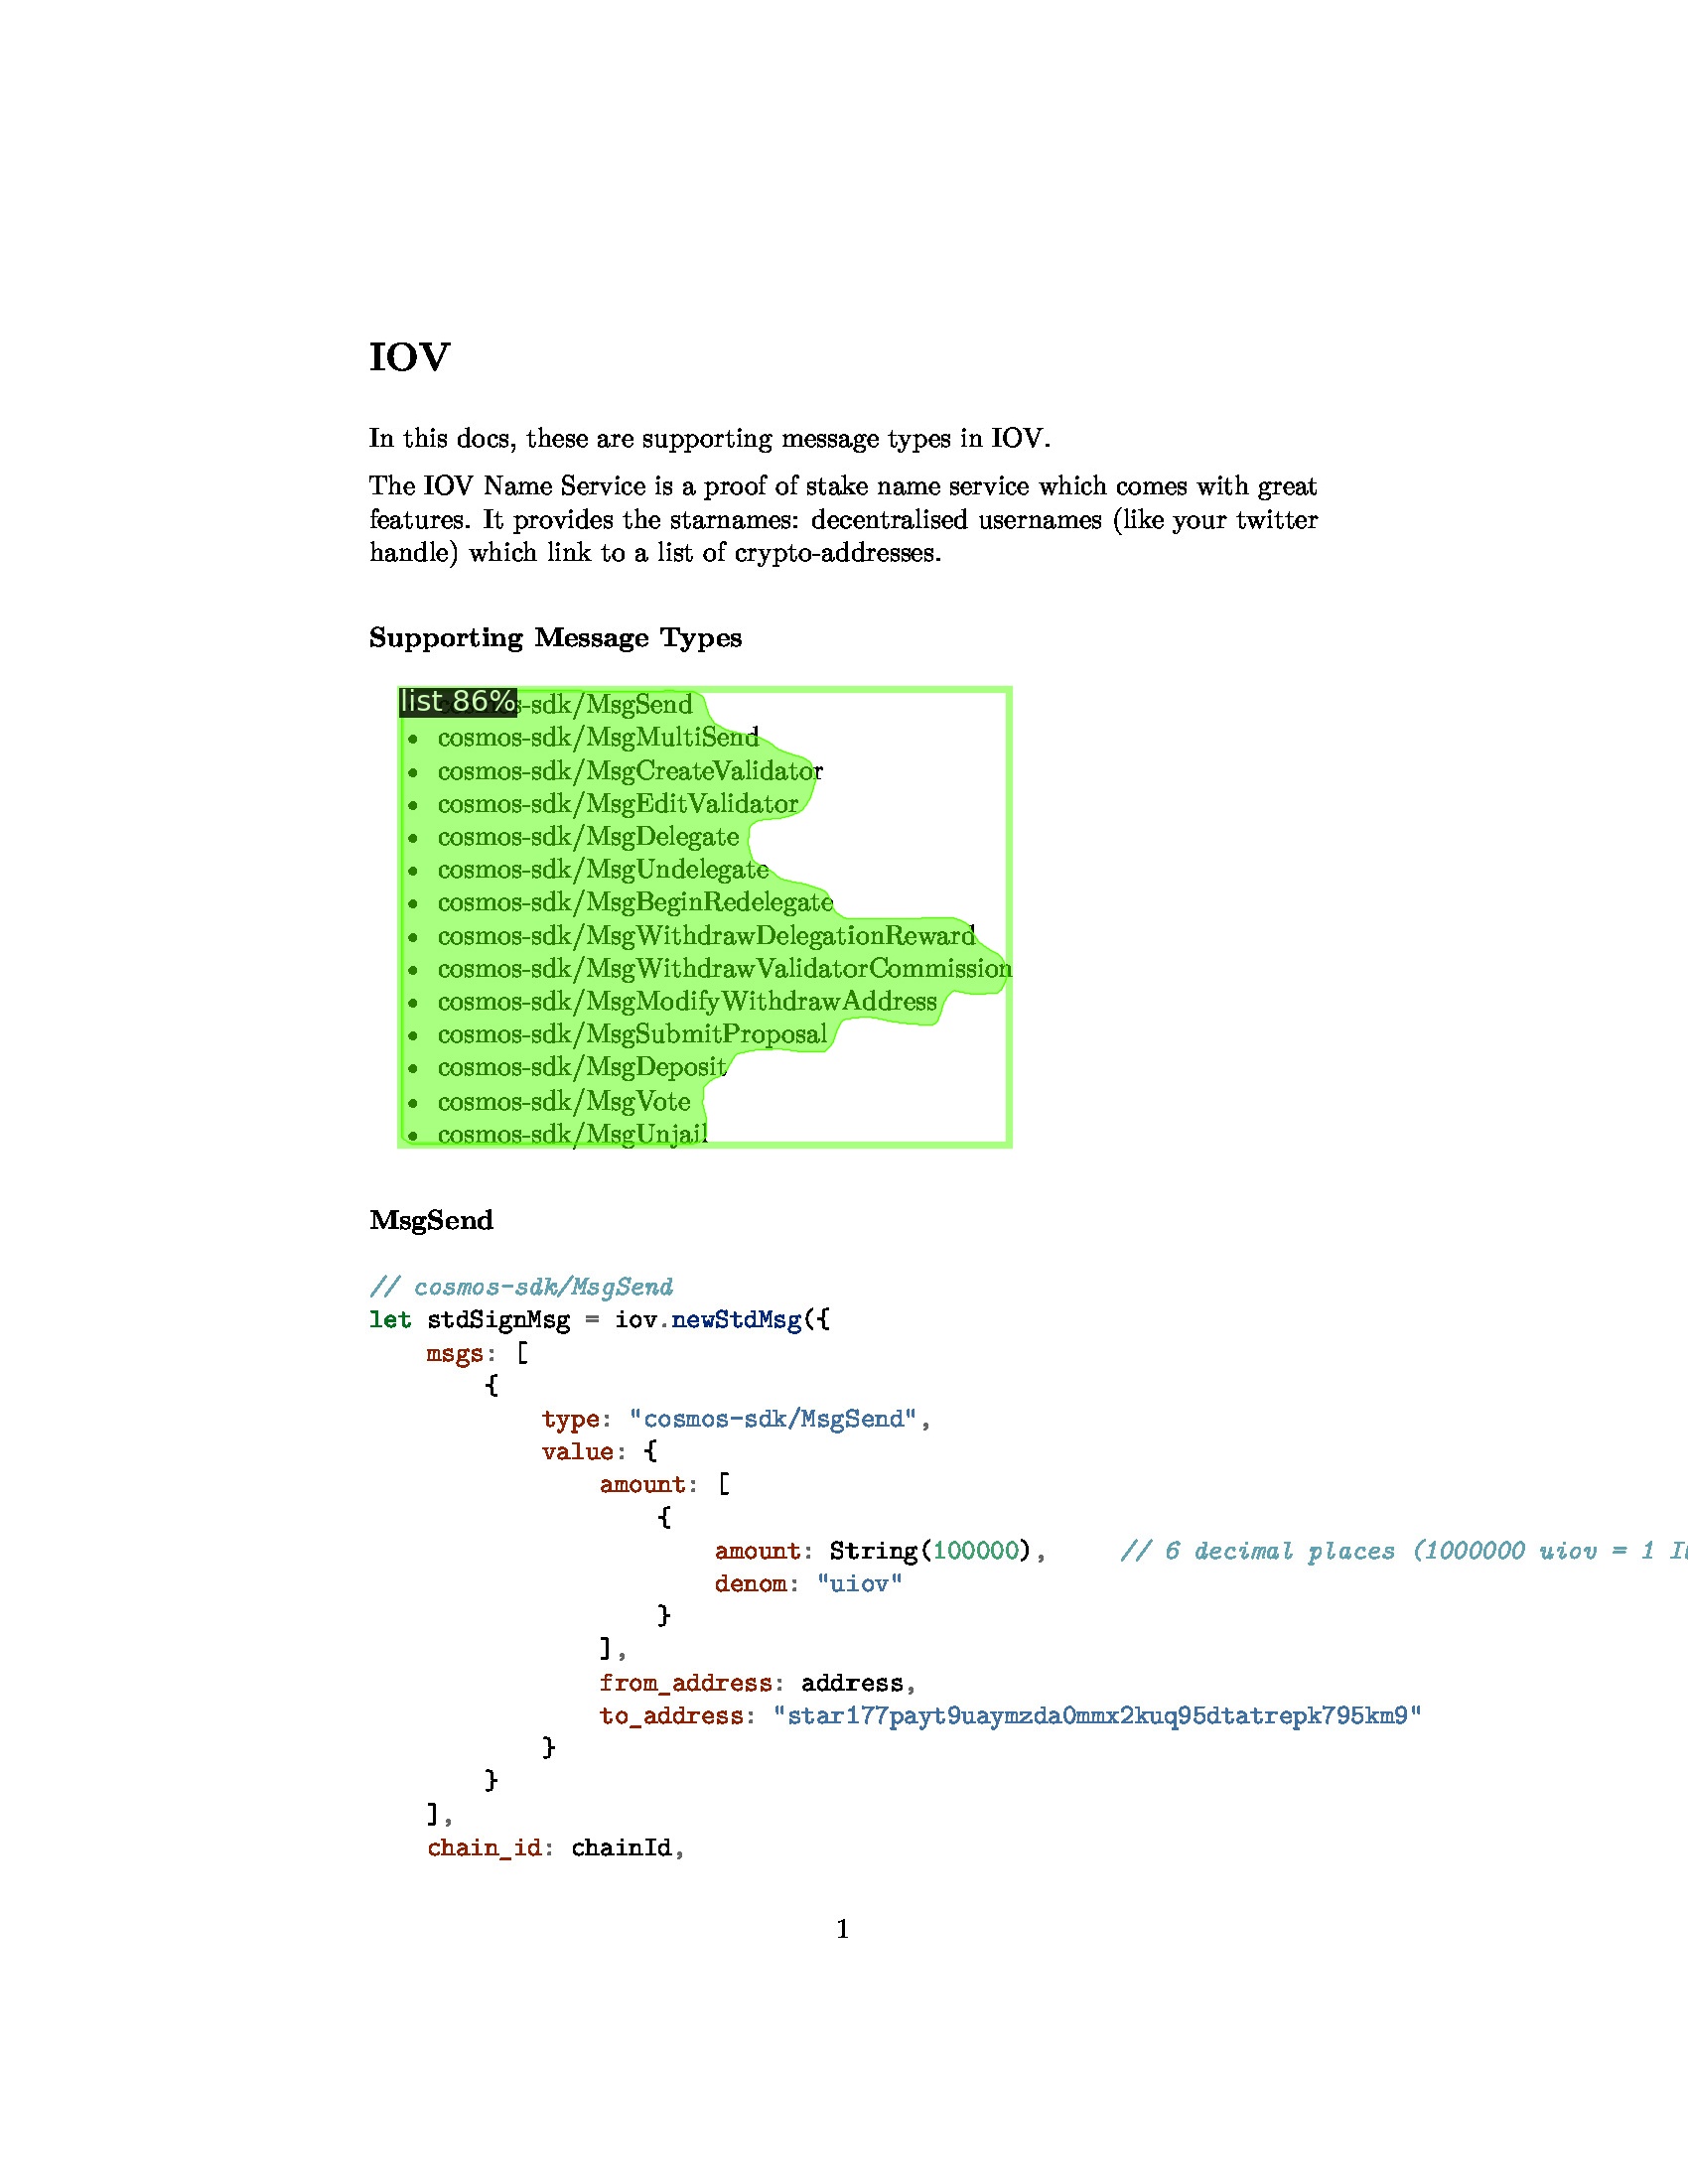 IOV
In this docs, these are supporting message types in IOV.
The IOV Name Service is a proof of stake name service which comes with great
features. It provides the starnames: decentralised usernames (like your twitter
handle) which link to a list of crypto-addresses.
Supporting Message Types
list 86%
-sdk/MsgSend
• cosmos-sdk/MsgMultiSend
• cosmos-sdk/MsgCreateValidator
• cosmos-sdk/MsgEditValidator
• cosmos-sdk/MsgDelegate
• cosmos-sdk/MsgUndelegate
• cosmos-sdk/MsgBeginRedelegate
• cosmos-sdk/MsgWithdrawDelegationReward
• cosmos-sdk/MsgWithdrawValidatorCommission
• cosmos-sdk/MsgModifyWithdrawAddress
• cosmos-sdk/MsgSubmitProposal
• cosmos-sdk/MsgDeposit
• cosmos-sdk/MsgVote
• cosmos-sdk/MsgUnjail
MsgSend
// cosmos-sdk/MsgSend
let stdSignMsg = iov.newStdMsg({
    msgs: [
        {
            type: "cosmos-sdk/MsgSend",
            value: {
                amount: [
                    {
                        amount: String(100000),     // 6 decimal places (1000000 uiov = 1
                        denom: "uiov"
                    }
                ],
                from_address: address,
                to_address: "star177payt9uaymzda0mmx2kuq95dtatrepk795km9"
            }
        }
    ],
    chain_id: chainId,
1